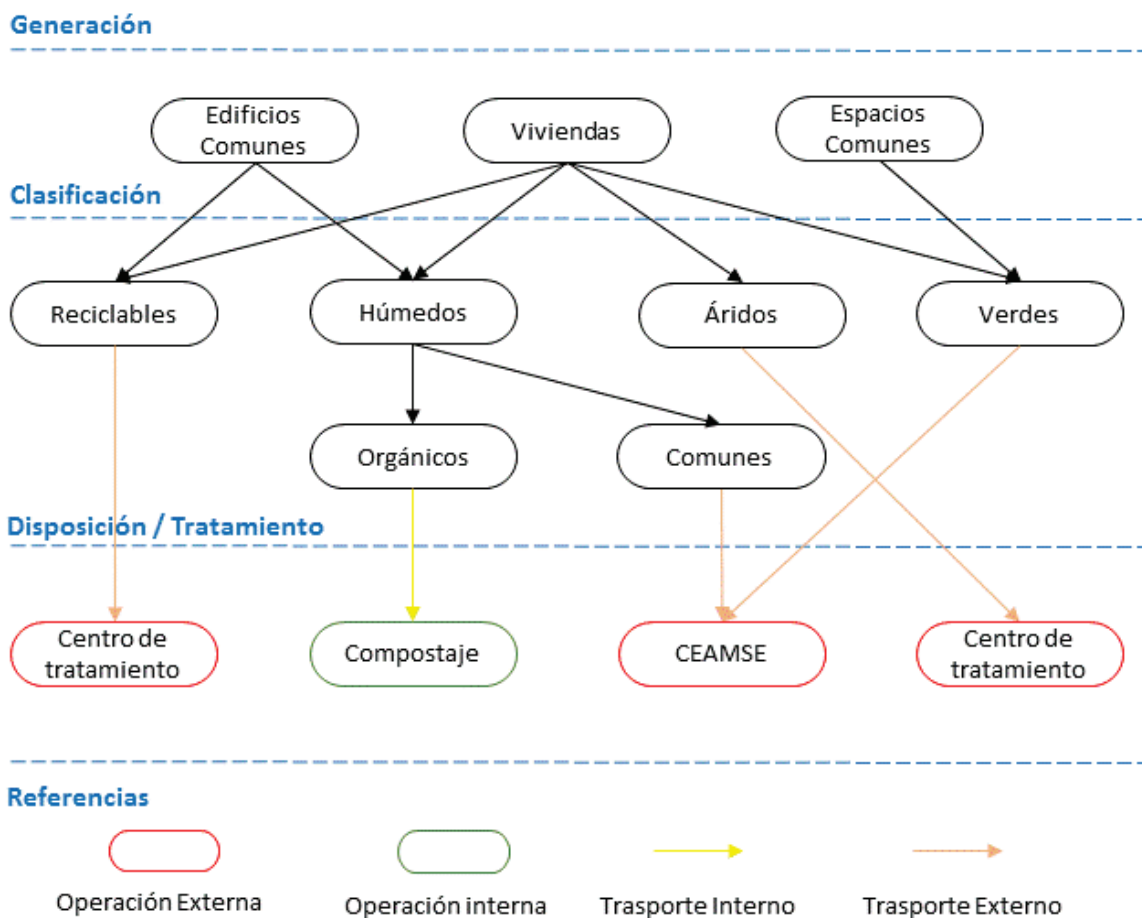 Generación
Edificios
Comunes
Viviendas
Espacios
Comunes
Clasificación
Reciclables
Húmedos
Áridos
Verdes
Orgánicos
Comunes
Disposición / Tratamiento
Centro de
tratamiento
Compostaje
CEAMSE
Centro de
tratamiento
Referencias
Operación Externa
Operación interna
Trasporte Interno
Trasporte Externo